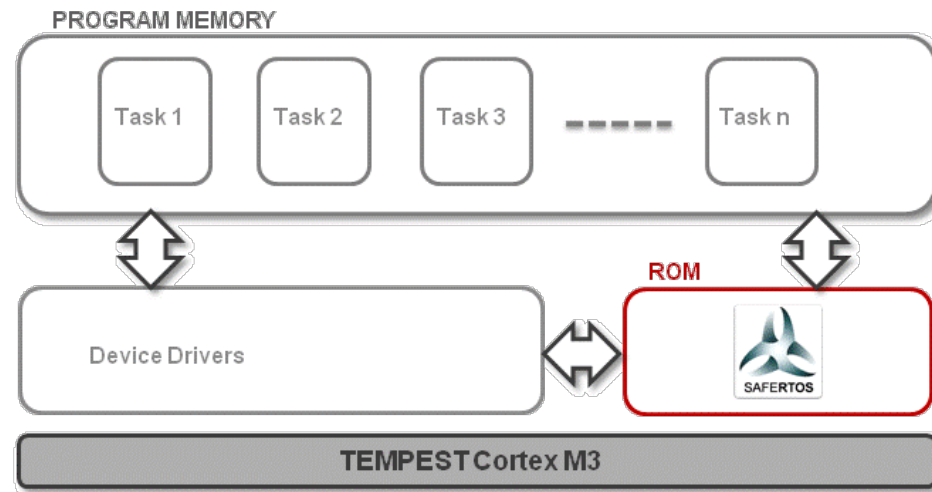 PROGRAM MEMORY
Task 1
Task 2
Task 3
Task n
ROM
Device Drivers
SAFERTOS
TEMPEST Cortex M3